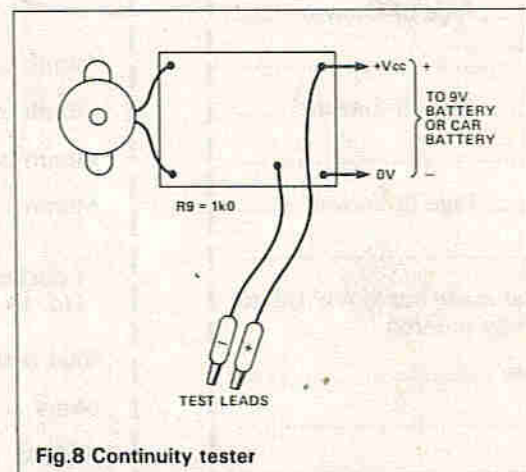 +Vcc +
TO 9V
BATTERY
OR CAR
BATTERY
0V −
R9 = 1k0
− +
TEST LEADS
Fig.8 Continuity tester